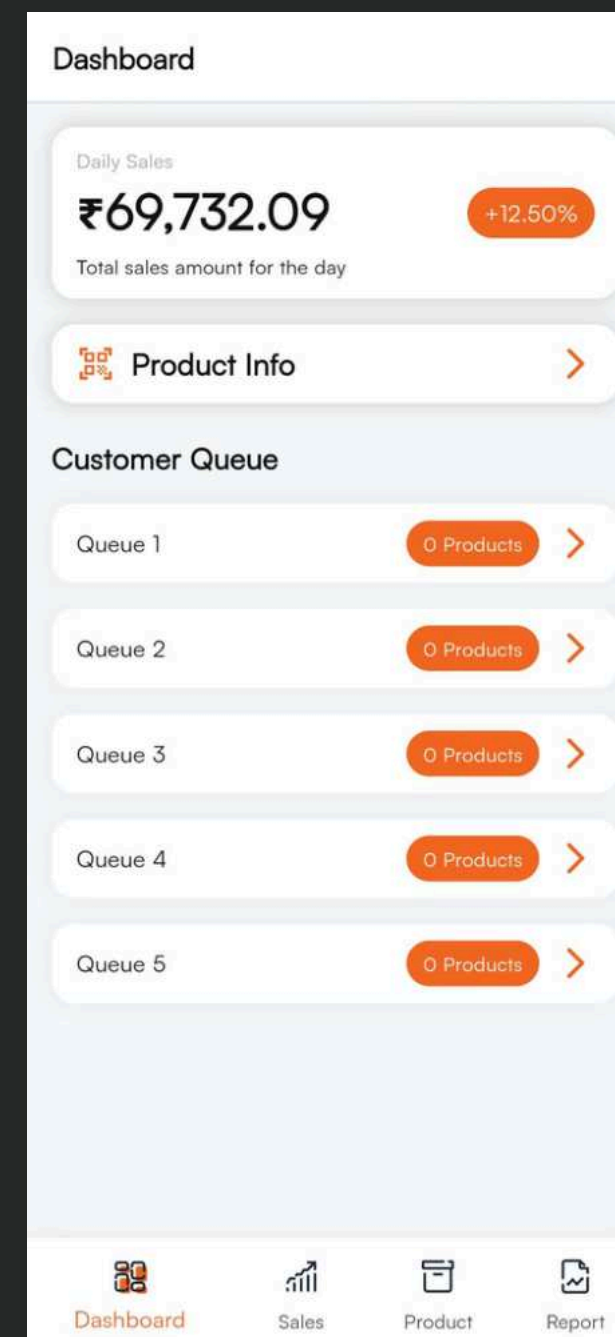 Dashboard
Daily Sales
₹69,732.09
+12.50%
Total sales amount for the day
Product Info
Customer Queue
Queue 1
0 Products
Queue 2
0 Products
Queue 3
0 Products
Queue 4
0 Products
Queue 5
0 Products
Dashboard
Sales
Product
Report